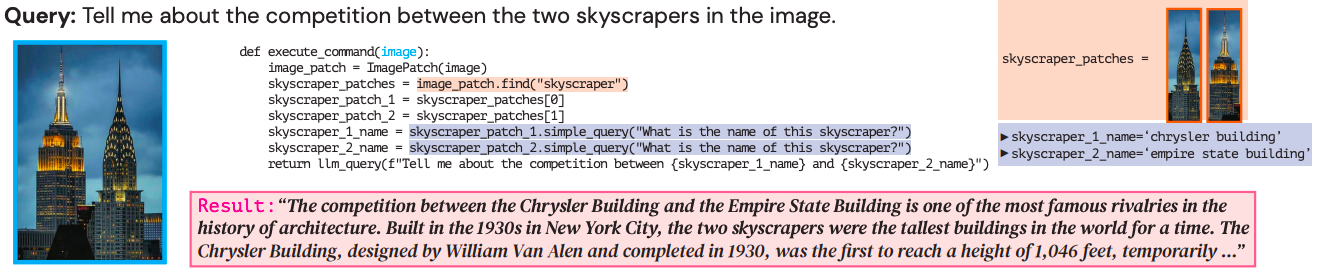 Query: Tell me about the competition between the two skyscrapers in the image.
def execute_command(image):
    image_patch = ImagePatch(image)
    skyscraper_patches = image_patch.find("skyscraper")
    skyscraper_patch_1 = skyscraper_patches[0]
    skyscraper_patch_2 = skyscraper_patches[1]
    skyscraper_1_name = skyscraper_patch_1.simple_query("What is the name of this skyscraper?")
    skyscraper_2_name = skyscraper_patch_2.simple_query("What is the name of this skyscraper?")
    return llm_query(f"Tell me about the competition between {skyscraper_1_name} and {skyscraper_2_name}")
skyscraper_patches =
▶skyscraper_1_name=‘chrysler building’
▶skyscraper_2_name=‘empire state building’
Result: “The competition between the Chrysler Building and the Empire State Building is one of the most famous rivalries in the
history of architecture. Built in the 1930s in New York City, the two skyscrapers were the tallest buildings in the world for a time. The
Chrysler Building, designed by William Van Alen and completed in 1930, was the first to reach a height of 1,046 feet, temporarily ...”